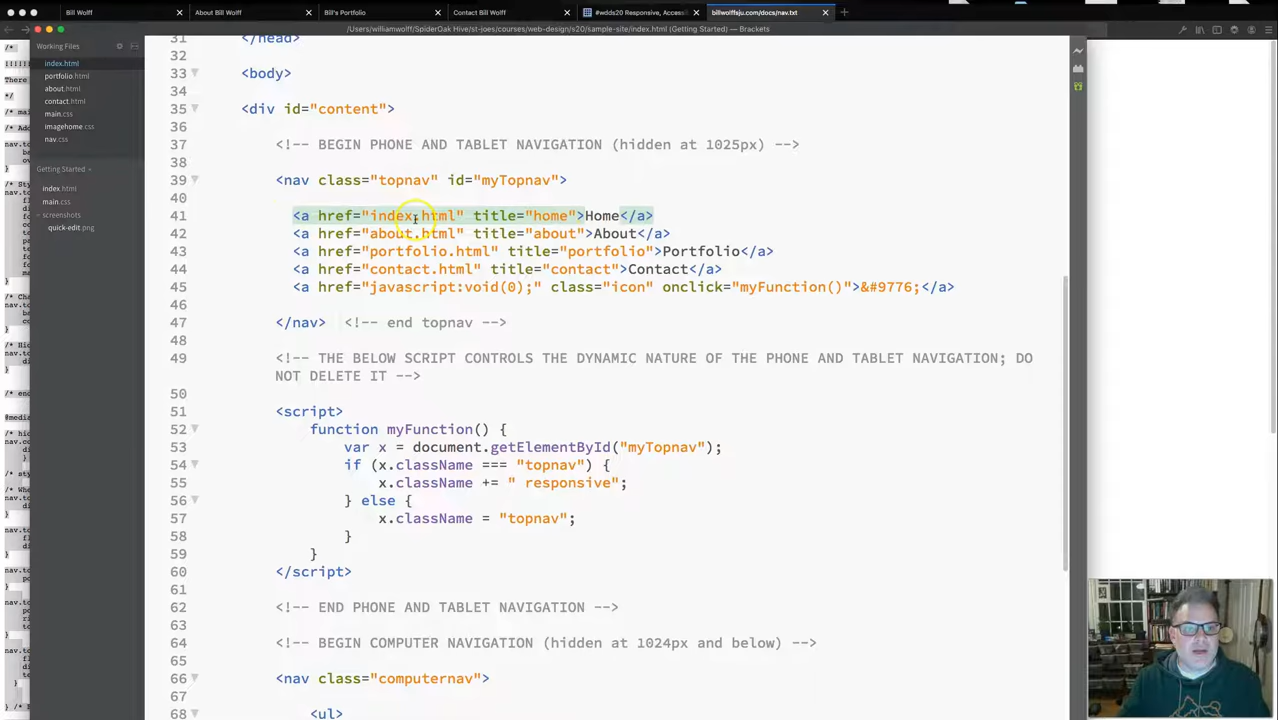 Bill Wolff
About Bill Wolff
Bill's Portfolio
Contact Bill Wolff
#wdds20 Responsive, Accessib
billwolffsju.com/docs/nav.txt
/Users/williamwolff/SpiderOak Hive/st-joes/courses/web-design/s20/sample-site/index.html (Getting Started) — Brackets
Working Files
index.html
portfolio.html
about.html
contact.html
main.css
imagehome.css
nav.css
Getting Started
index.html
main.css
screenshots
quick-edit.png
31 </head>
32
33 <body>
34
35 <div id="content">
36
37 <!-- BEGIN PHONE AND TABLET NAVIGATION (hidden at 1025px) -->
38
39 <nav class="topnav" id="myTopnav">
40
41 <a href="index.html" title="home">Home</a>
42 <a href="about.html" title="about">About</a>
43 <a href="portfolio.html" title="portfolio">Portfolio</a>
44 <a href="contact.html" title="contact">Contact</a>
45 <a href="javascript:void(0);" class="icon" onclick="myFunction()">&#9776;</a>
46
47 </nav> <!-- end topnav -->
48
49 <!-- THE BELOW SCRIPT CONTROLS THE DYNAMIC NATURE OF THE PHONE AND TABLET NAVIGATION; DO
NOT DELETE IT -->
50
51 <script>
52 function myFunction() {
53 var x = document.getElementById("myTopnav");
54 if (x.className === "topnav") {
55 x.className += " responsive";
56 } else {
57 x.className = "topnav";
58 }
59 }
60 </script>
61
62 <!-- END PHONE AND TABLET NAVIGATION -->
63
64 <!-- BEGIN COMPUTER NAVIGATION (hidden at 1024px and below) -->
65
66 <nav class="computernav">
67
68 <ul>